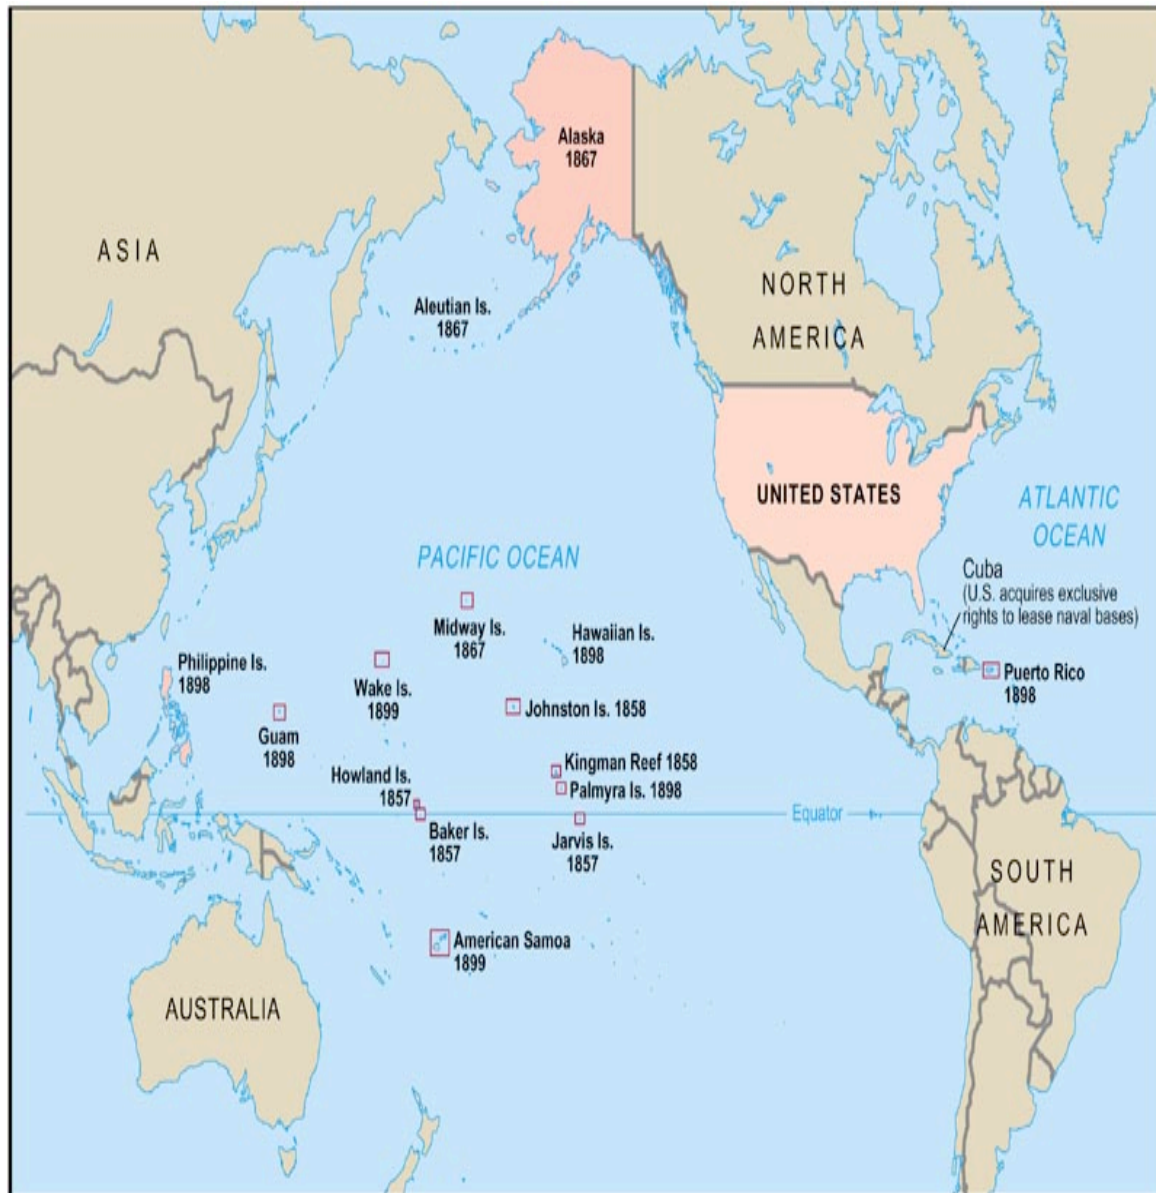 Alaska
1867
ASIA
NORTH
AMERICA
Aleutian Is.
1867
UNITED STATES
ATLANTIC
OCEAN
PACIFIC OCEAN
Cuba
(U.S. acquires exclusive
rights to lease naval bases)
Midway Is.
1867
Hawaiian Is.
1898
Philippine Is.
1898
Wake Is.
1899
Puerto Rico
1898
Johnston Is. 1858
Guam
1898
Kingman Reef 1858
Howland Is.
1857
Palmyra Is. 1898
Equator
Baker Is.
1857
Jarvis Is.
1857
SOUTH
AMERICA
American Samoa
1899
AUSTRALIA